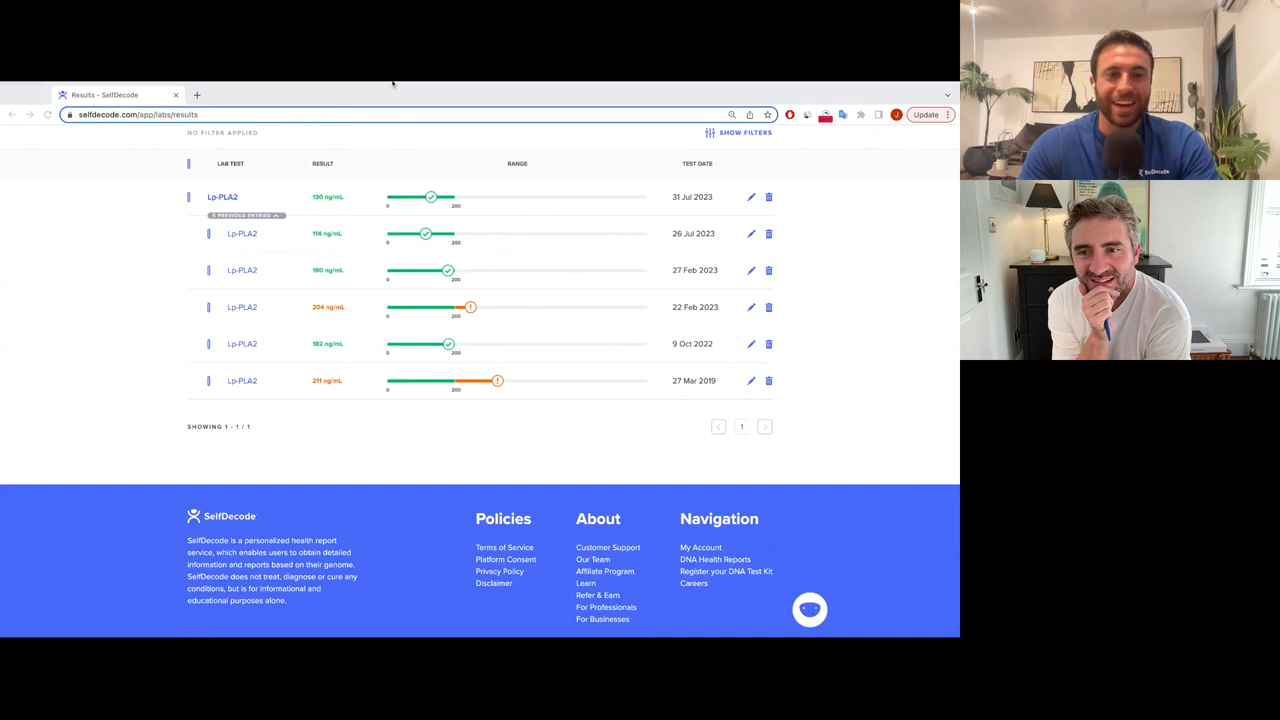 Results - SelfDecode
selfdecode.com/app/labs/results
Update
NO FILTER APPLIED
SHOW FILTERS
LAB TEST RESULT RANGE TEST DATE
Lp-PLA2 130 ng/mL 31 Jul 2023
0 200
5 PREVIOUS ENTRIES
Lp-PLA2 114 ng/mL 26 Jul 2023
0 200
Lp-PLA2 180 ng/mL 27 Feb 2023
0 200
Lp-PLA2 204 ng/mL 22 Feb 2023
0 200
Lp-PLA2 182 ng/mL 9 Oct 2022
0 200
Lp-PLA2 211 ng/mL 27 Mar 2019
0 200
SHOWING 1 - 1 / 1
1
SelfDecode
SelfDecode is a personalized health report
service, which enables users to obtain detailed
information and reports based on their genome.
SelfDecode does not treat, diagnose or cure any
conditions, but is for informational and
educational purposes alone.
Policies
Terms of Service
Platform Consent
Privacy Policy
Disclaimer
About
Customer Support
Our Team
Affiliate Program
Learn
Refer & Earn
For Professionals
For Businesses
Navigation
My Account
DNA Health Reports
Register your DNA Test Kit
Careers
SelfDecode